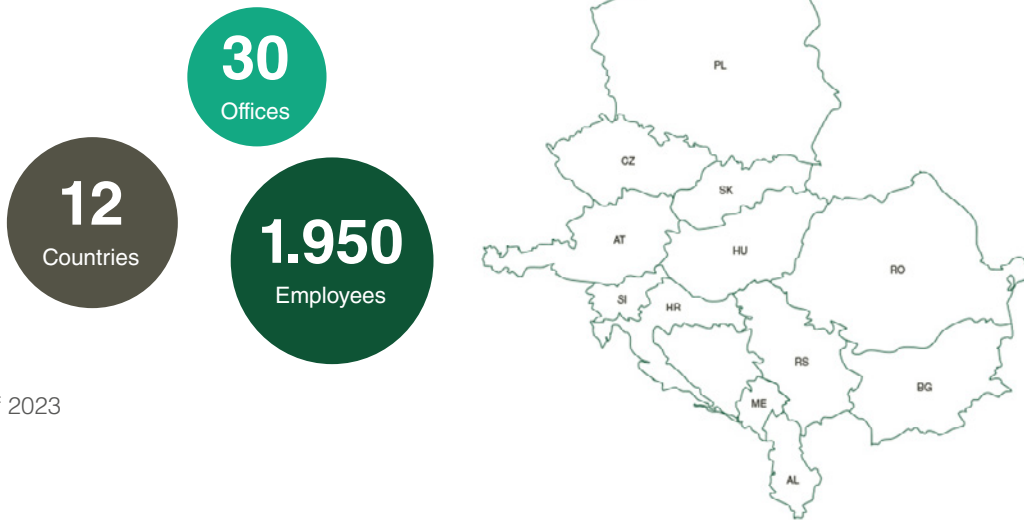 30
Offices
12
Countries
1.950
Employees
2023
PL
CZ
SK
AT
HU
RO
SI
HR
RS
BG
ME
AL